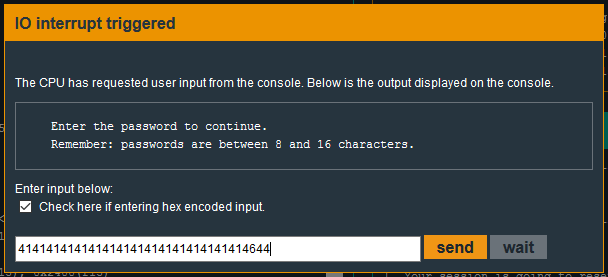 IO interrupt triggered
The CPU has requested user input from the console. Below is the output displayed on the console.
Enter the password to continue.
Remember: passwords are between 8 and 16 characters.
Enter input below:
Check here if entering hex encoded input.
414141414141414141414141414141414644
send
wait